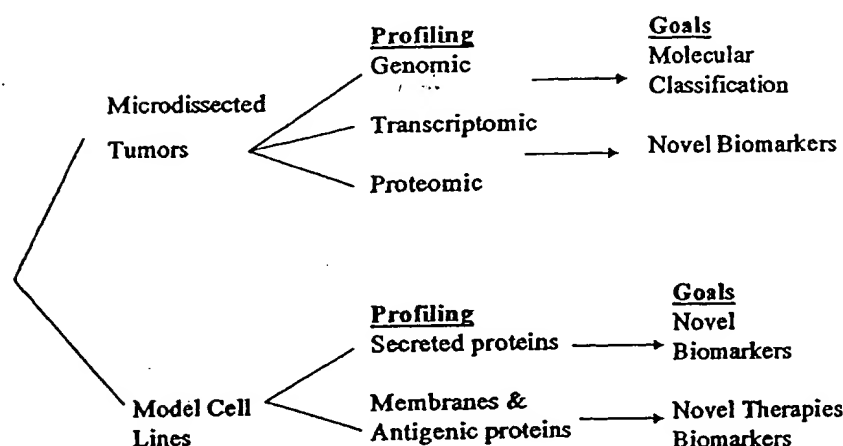 Profiling
Genomic
Goals
Molecular
Classification
Microdissected
Tumors
Transcriptomic
Novel Biomarkers
Proteomic
Profiling
Secreted proteins
Goals
Novel
Biomarkers
Model Cell
Lines
Membranes &
Antigenic proteins
Novel Therapies
Biomarkers